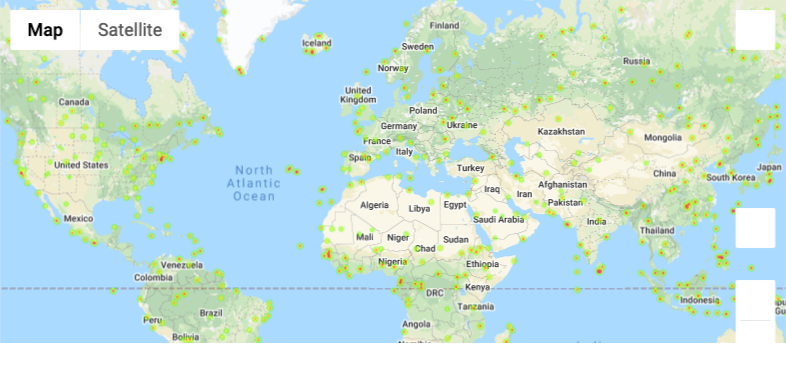 Map Satellite
Finland
Iceland
Sweden
Russia
Norway
Canada
United
Kingdom
Poland
Germany
Ukraine
Kazakhstan
Mongolia
France
Italy
Spain
United States
North
Atlantic
Ocean
Turkey
China
South Korea
Japan
Iraq
Iran
Afghanistan
Pakistan
Algeria
Libya
Egypt
Saudi Arabia
India
Mexico
Mali
Niger
Chad
Sudan
Thailand
Nigeria
Ethiopia
Venezuela
Colombia
DRC
Kenya
Indonesia
Tanzania
Brazil
Peru
Angola
Bolivia